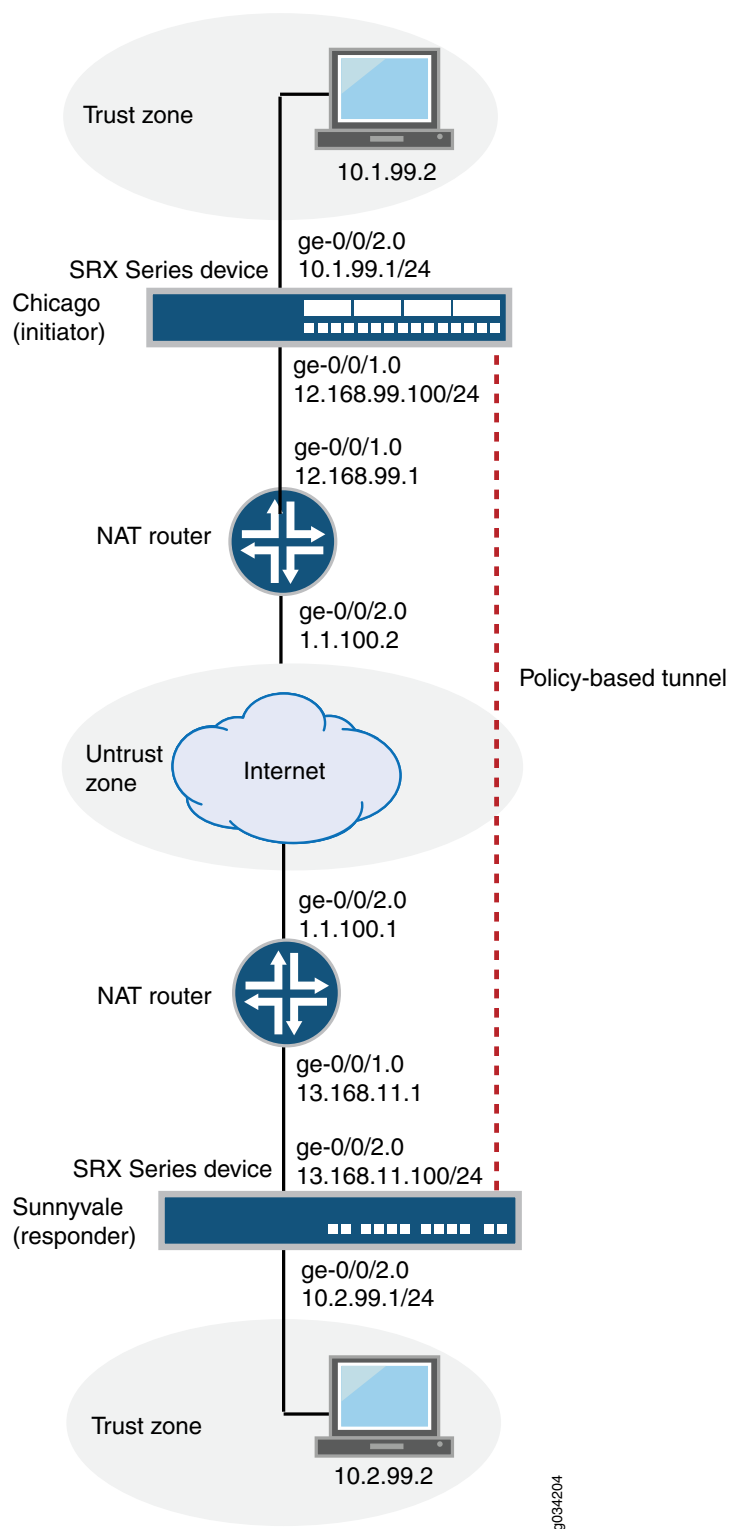 Trust zone
10.1.99.2
ge-0/0/2.0
10.1.99.1/24
SRX Series device
Chicago
(initiator)
ge-0/0/1.0
12.168.99.100/24
ge-0/0/1.0
12.168.99.1
NAT router
ge-0/0/2.0
1.1.100.2
Policy-based tunnel
Untrust
zone
Internet
ge-0/0/2.0
1.1.100.1
NAT router
ge-0/0/1.0
13.168.11.1
ge-0/0/2.0
13.168.11.100/24
SRX Series device
Sunnyvale
(responder)
ge-0/0/2.0
10.2.99.1/24
Trust zone
10.2.99.2
g034204